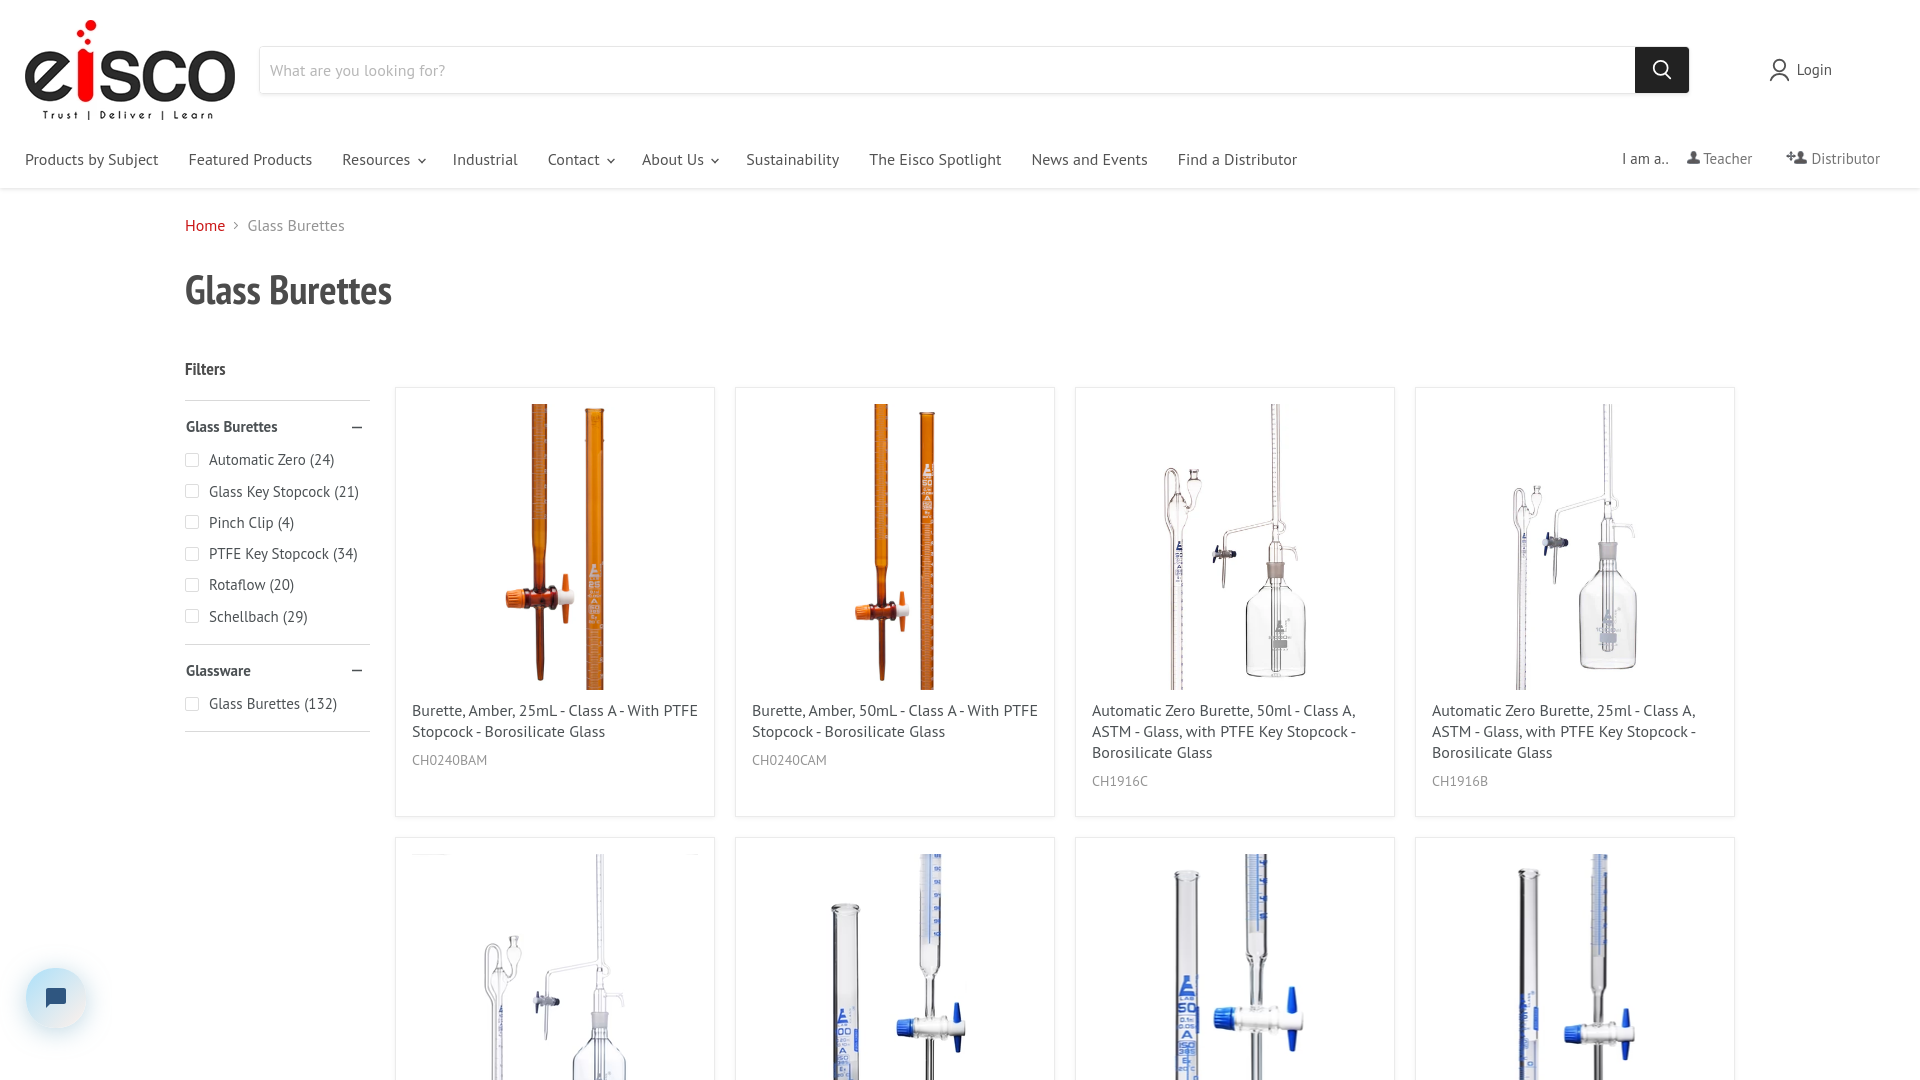 eisco
Trust | Deliver | Learn
What are you looking for?
Login
Products by Subject
Featured Products
Resources
Industrial
Contact
About Us
Sustainability
The Eisco Spotlight
News and Events
Find a Distributor
I am a..
Teacher
Distributor
Home
Glass Burettes
Glass Burettes
Filters
Glass Burettes
Automatic Zero (24)
Glass Key Stopcock (21)
Pinch Clip (4)
PTFE Key Stopcock (34)
Rotaflow (20)
Schellbach (29)
Glassware
Glass Burettes (132)
Burette, Amber, 25mL - Class A - With PTFE
Stopcock - Borosilicate Glass
CH0240BAM
Burette, Amber, 50mL - Class A - With PTFE
Stopcock - Borosilicate Glass
CH0240CAM
Automatic Zero Burette, 50ml - Class A,
ASTM - Glass, with PTFE Key Stopcock -
Borosilicate Glass
CH1916C
Automatic Zero Burette, 25ml - Class A,
ASTM - Glass, with PTFE Key Stopcock -
Borosilicate Glass
CH1916B
LAB
50
A